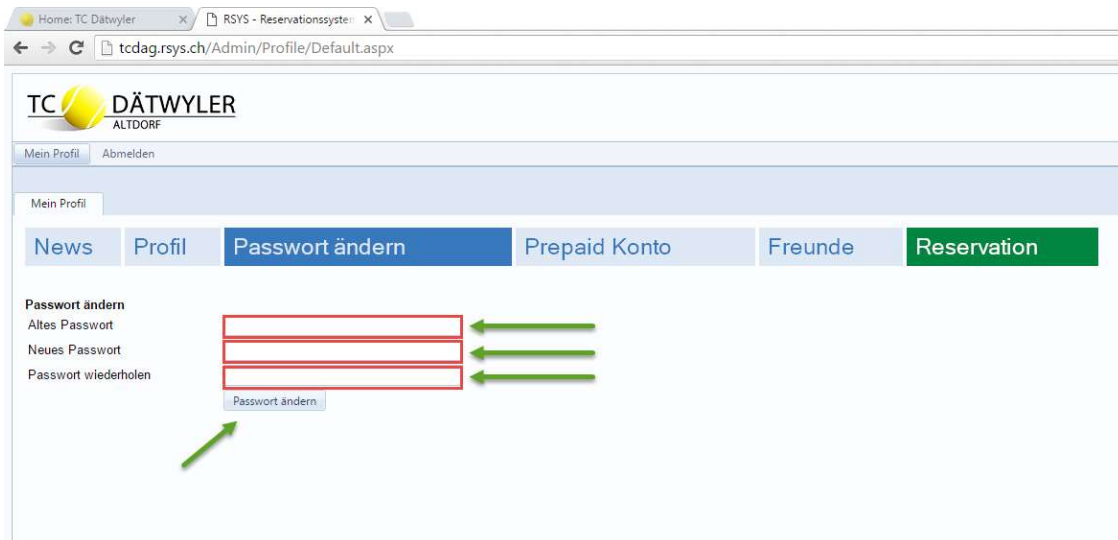 Home: TC Dätwyler
RSYS - Reservationssystem
tcdag.rsys.ch/Admin/Profile/Default.aspx
TC DÄTWYLER
ALTDORF
Mein Profil Abmelden
Mein Profil
News Profil Passwort ändern Prepaid Konto Freunde Reservation
Passwort ändern
Altes Passwort
Neues Passwort
Passwort wiederholen
Passwort ändern